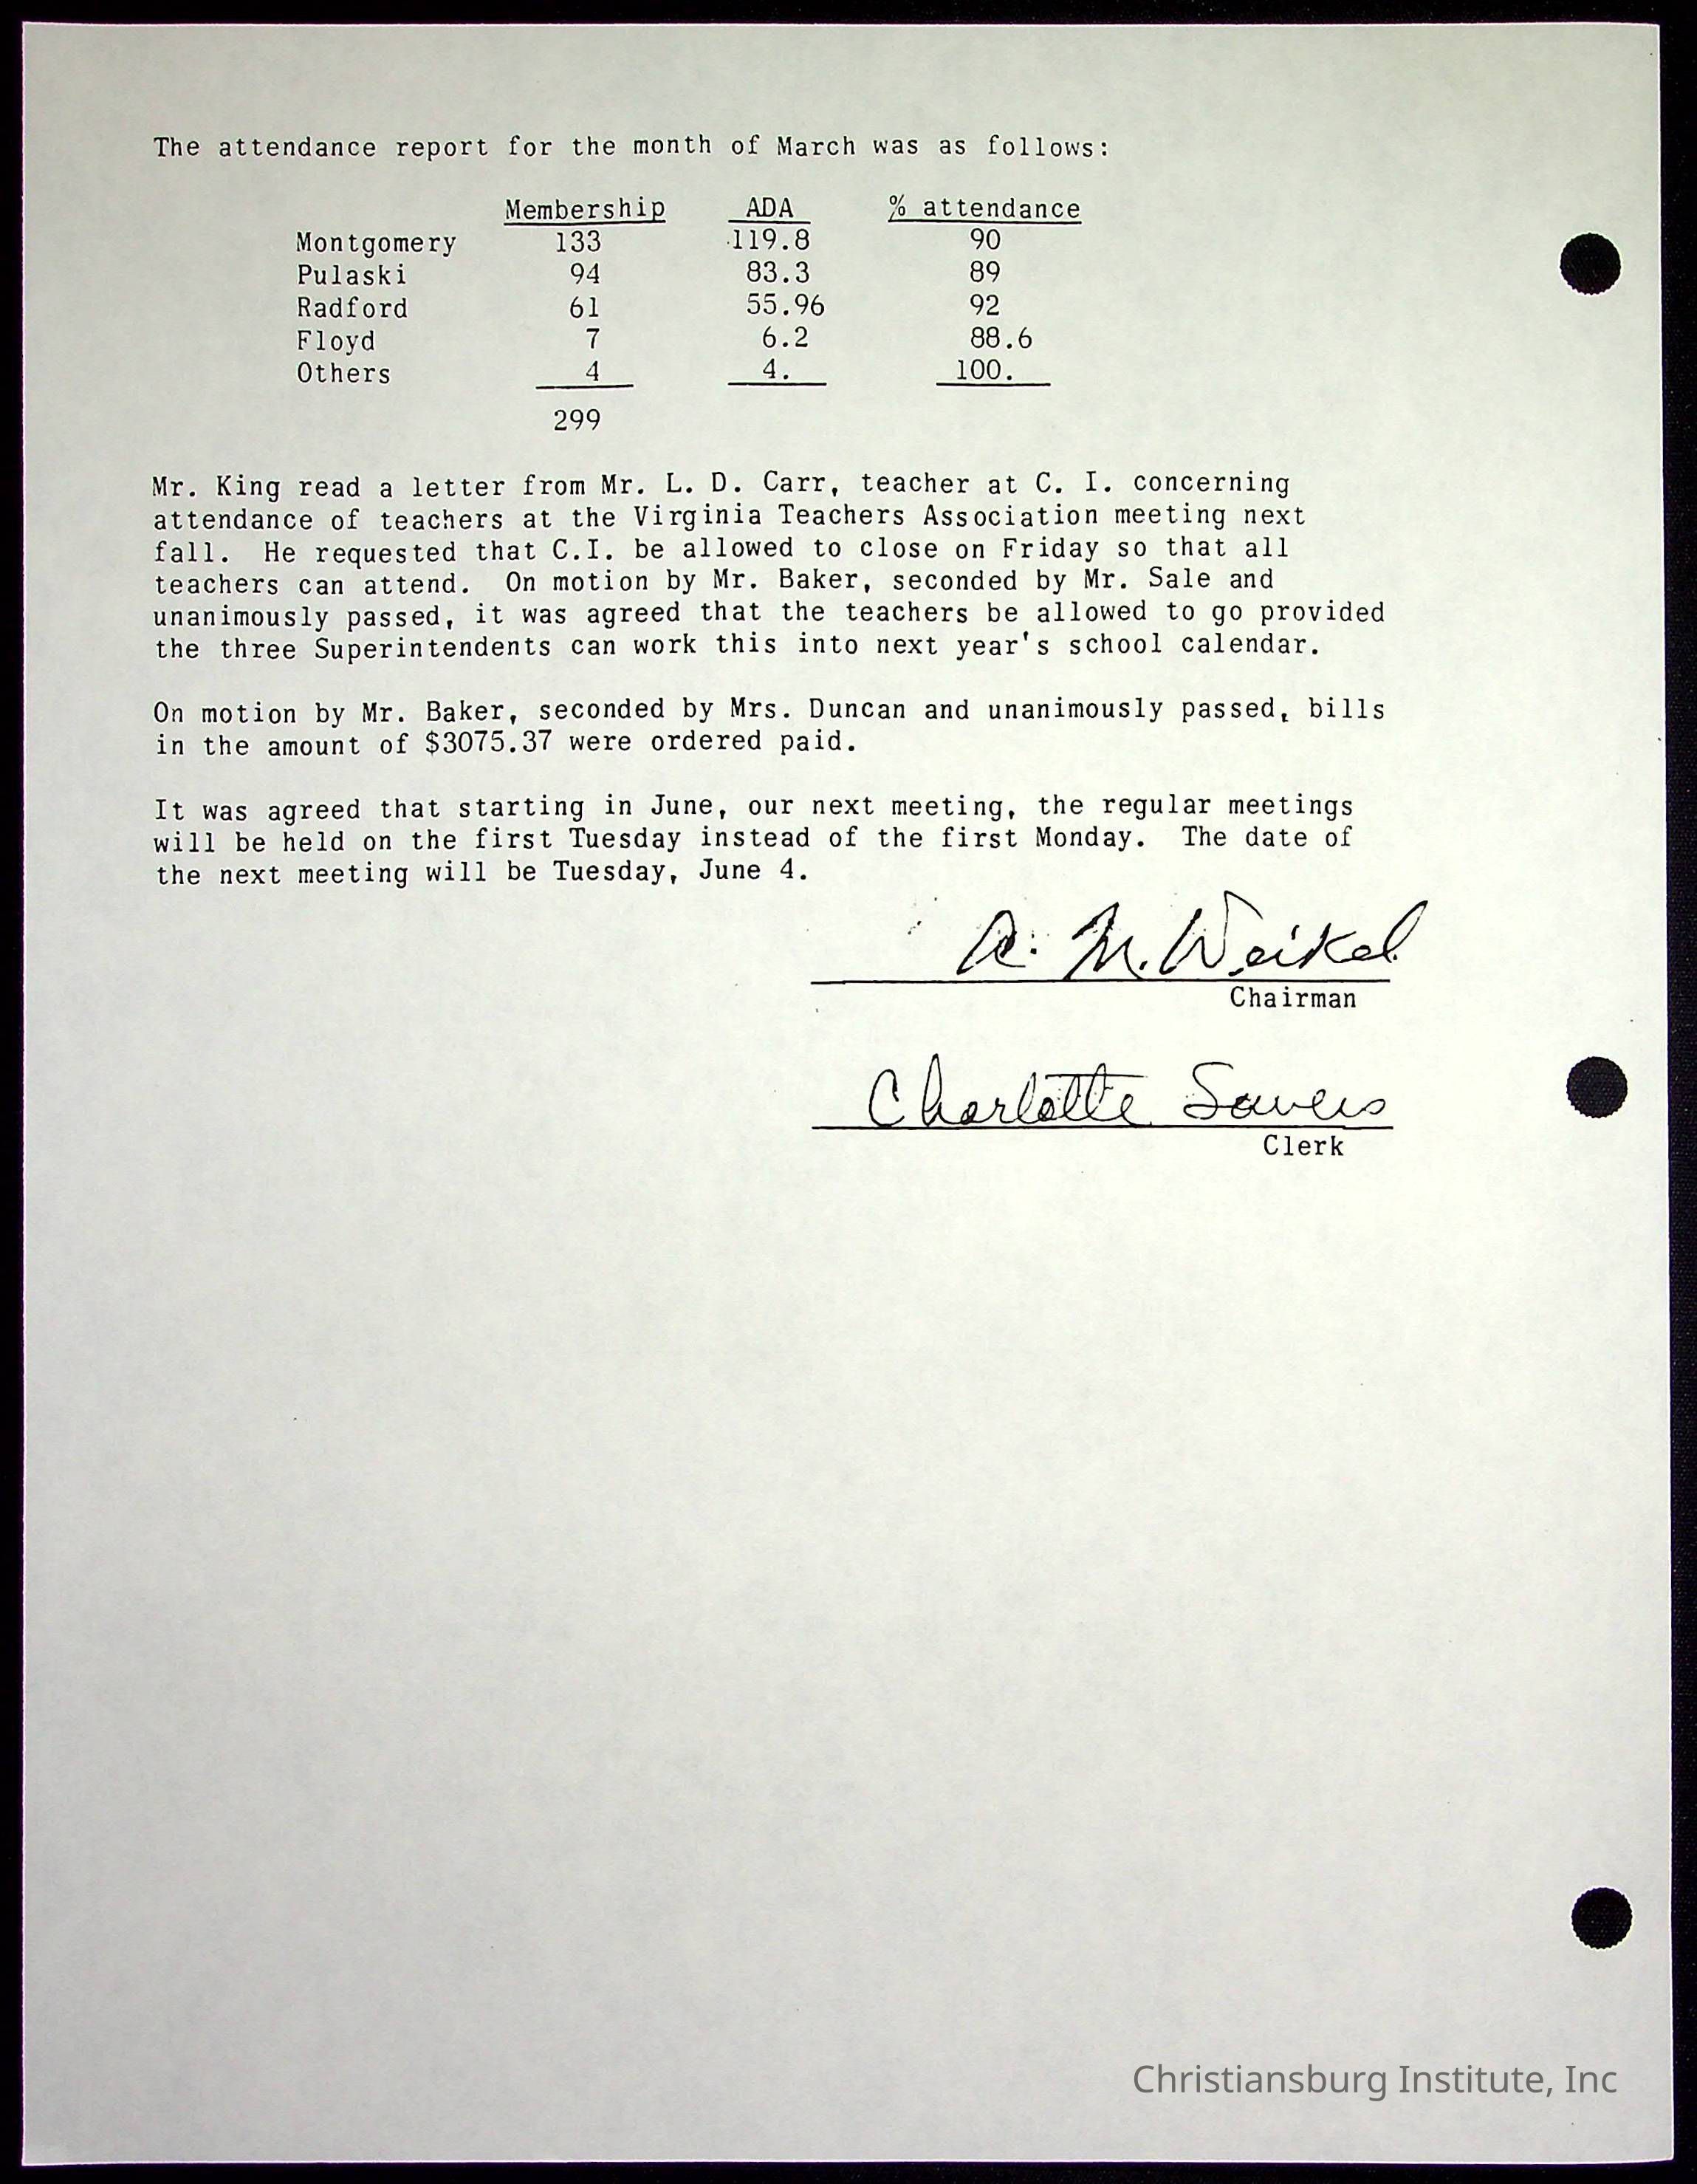 The attendance report for the month of March was as follows:
Membership ADA % attendance
Montgomery 133 119.8 90
Pulaski 94 83.3 89
Radford 61 55.96 92
Floyd 7 6.2 88.6
Others 4 4. 100.
299
Mr. King read a letter from Mr. L. D. Carr, teacher at C. I. concerning
attendance of teachers at the Virginia Teachers Association meeting next
fall. He requested that C.I. be allowed to close on Friday so that all
teachers can attend. On motion by Mr. Baker, seconded by Mr. Sale and
unanimously passed, it was agreed that the teachers be allowed to go provided
the three Superintendents can work this into next year's school calendar.
On motion by Mr. Baker, seconded by Mrs. Duncan and unanimously passed, bills
in the amount of $3075.37 were ordered paid.
It was agreed that starting in June, our next meeting, the regular meetings
will be held on the first Tuesday instead of the first Monday. The date of
the next meeting will be Tuesday, June 4.
R. M. Weikel
Chairman
Charlotte Sowers
Clerk
Christiansburg Institute, Inc